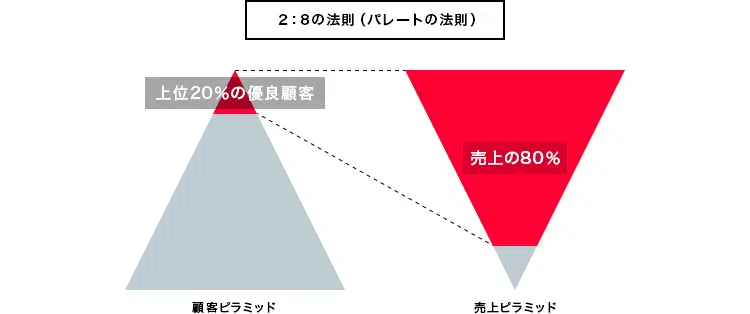 2：8の法則（パレートの法則）
上位20%の優良顧客
売上の80%
顧客ピラミッド
売上ピラミッド